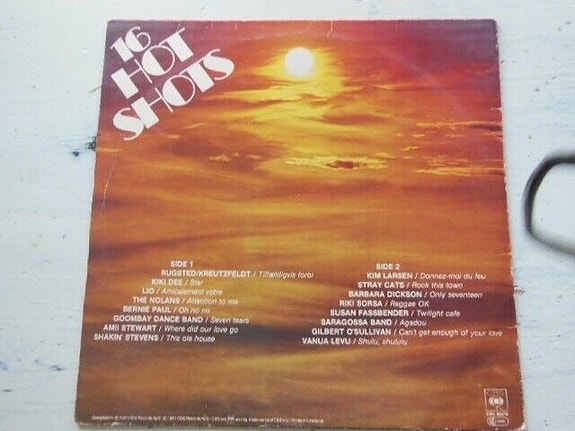 16
HOT
SHOTS
SIDE 1
RUGSTED/KREUTZFELDT / Tilfældigvis forbi
KIKI DEE / Star
LIO / Amicalement votre
THE NOLANS / Attention to me
BERNIE PAUL / Oh no no
GOOMBAY DANCE BAND / Seven tears
AMII STEWART / Where did our love go
SHAKIN' STEVENS / This ole house
SIDE 2
KIM LARSEN / Donnez-moi du feu
STRAY CATS / Rock this town
BARBARA DICKSON / Only seventeen
RIKI SORSA / Reggae OK
SUSAN FASSBENDER / Twilight cafe
SARAGOSSA BAND / Agadou
GILBERT O'SULLIVAN / Can't get enough of your love
VANUA LEVU / Shulu, shululu